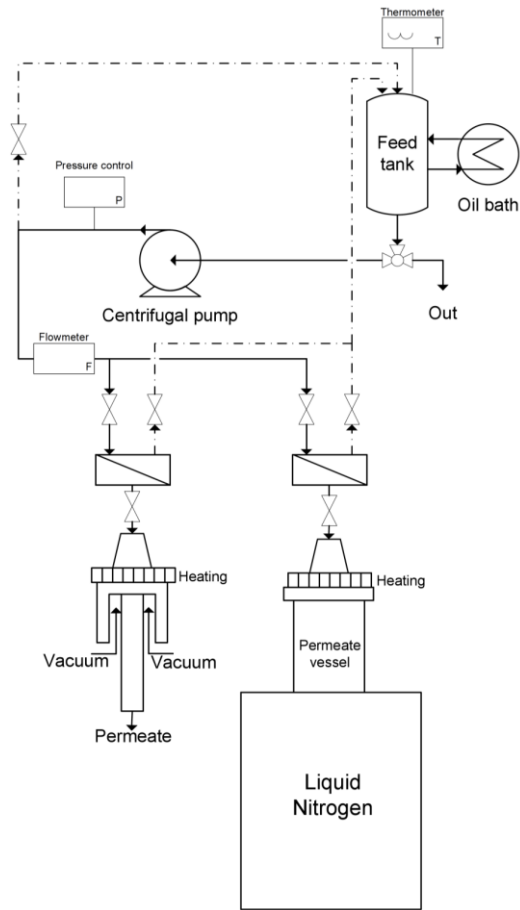 Thermometer
T
Feed
tank
Oil bath
Pressure control
P
Centrifugal pump
Out
Flowmeter
F
Heating
Heating
Vacuum
Vacuum
Permeate
vessel
Permeate
Liquid
Nitrogen